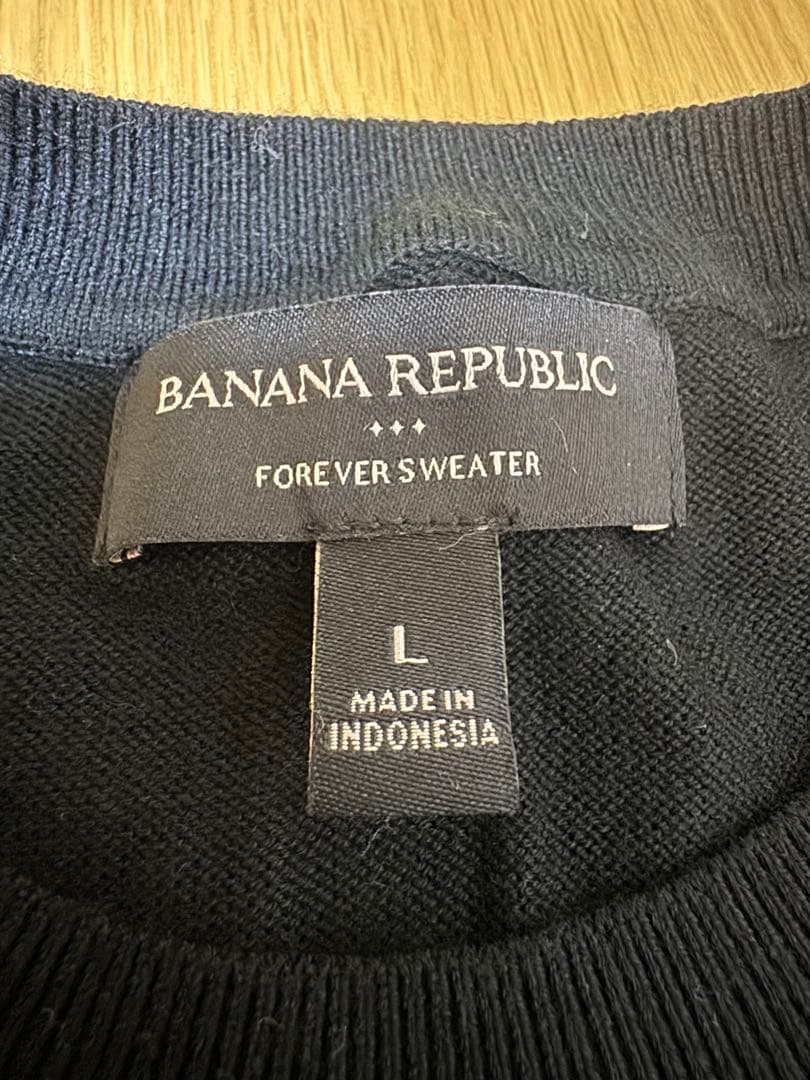 BANANA REPUBLIC
FOREVER SWEATER
L
MADE IN
INDONESIA